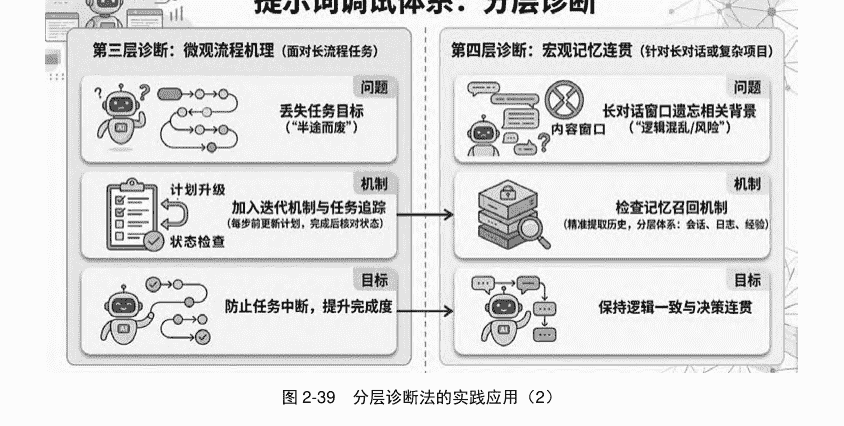 提示词调试体系：分层诊断
第三层诊断：微观流程机理（面对长流程任务）
问题
丢失任务目标
（“半途而废”）
机制
计划升级
加入迭代机制与任务追踪
（每步前更新计划，完成后核对状态）
状态检查
目标
防止任务中断，提升完成度
第四层诊断：宏观记忆连贯（针对长对话或复杂项目）
问题
长对话窗口遗忘相关背景
内容窗口
（“逻辑混乱/风险”）
机制
检查记忆召回机制
（精准提取历史，分层体系：会话、日志、经验）
目标
保持逻辑一致与决策连贯
AI
AI
AI
AI
图 2-39　分层诊断法的实践应用（2）